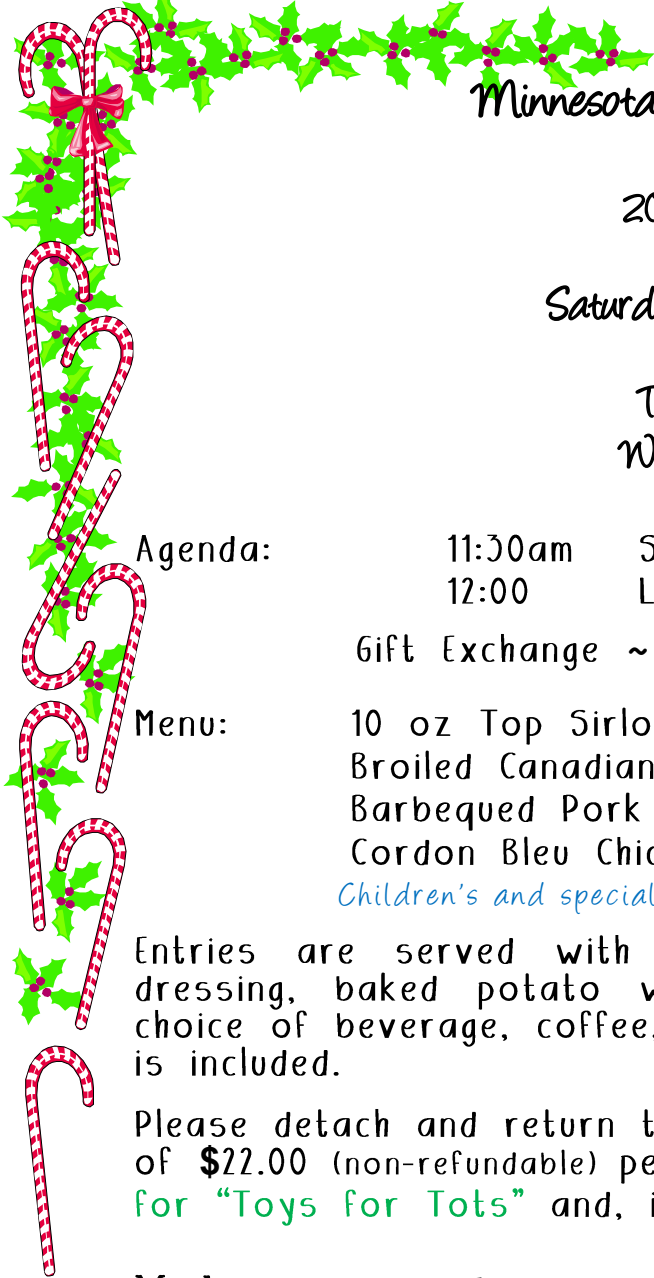 Minnesota
20
Saturd
T
W
Agenda: 11:30am S
12:00 L
Gift Exchange ~
Menu: 10 oz Top Sirlo
Broiled Canadian
Barbequed Pork
Cordon Bleu Chic
Children's and special
Entries are served with
dressing, baked potato w
choice of beverage, coffee,
is included.
Please detach and return t
of $22.00 (non-refundable) pe
for “Toys for Tots” and, i